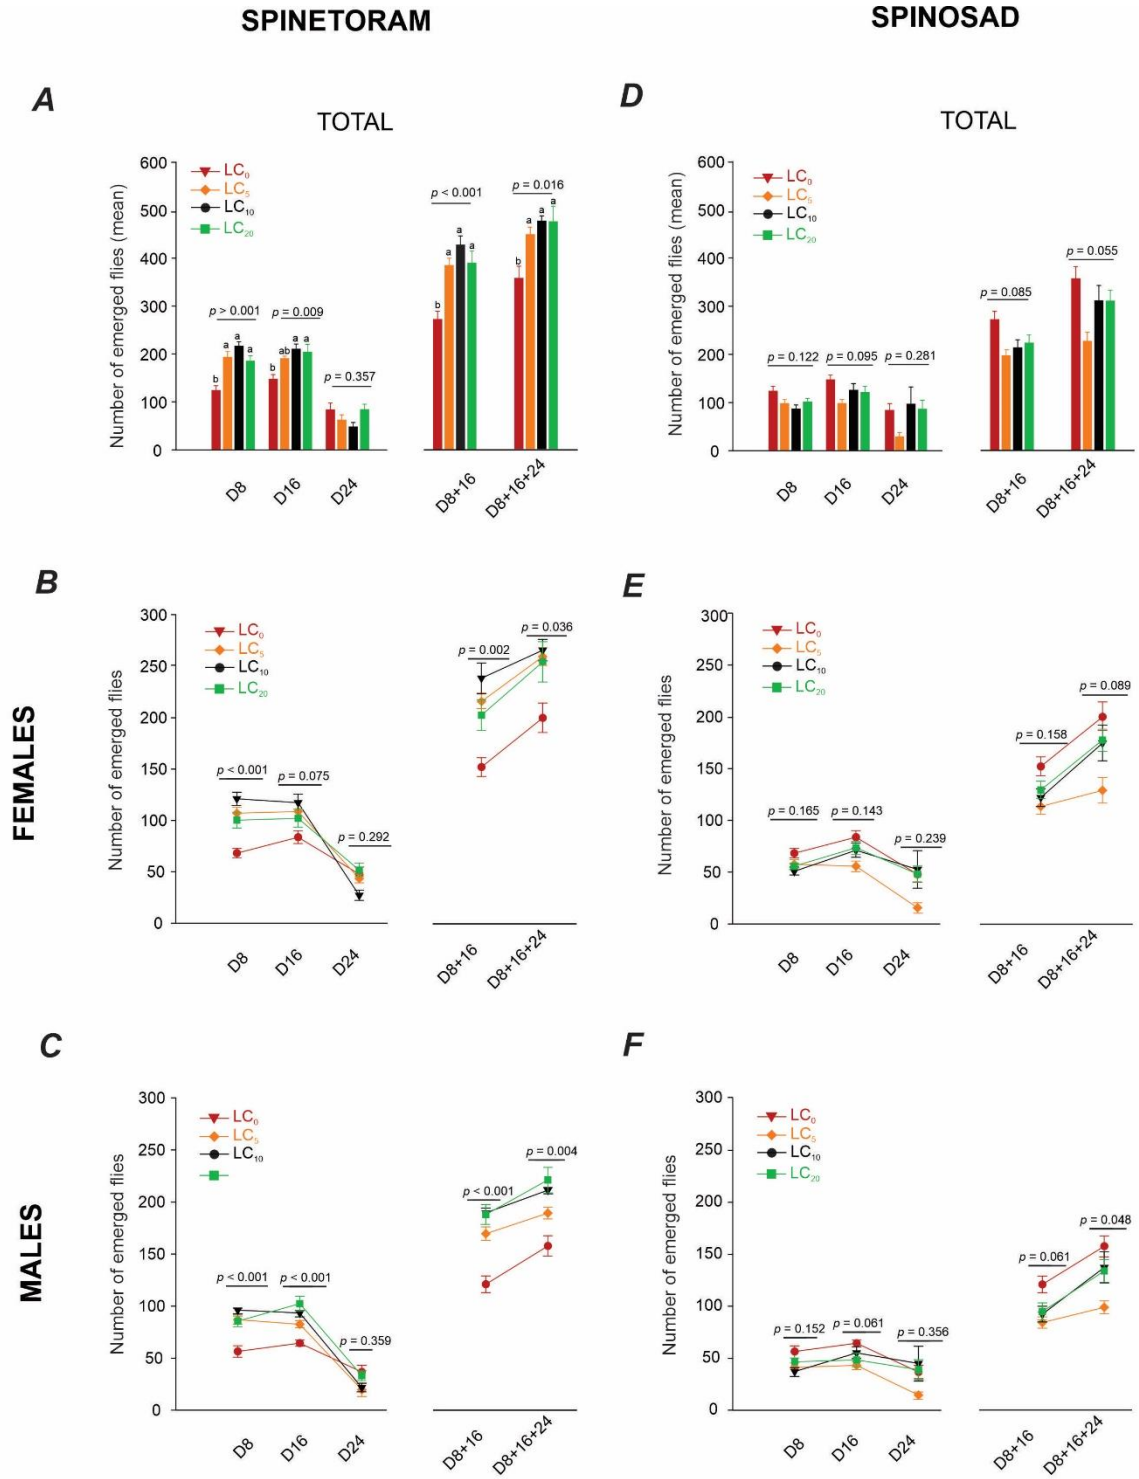 SPINETORAM
SPINOSAD
A
TOTAL
Number of emerged flies (mean)
600
500
400
300
200
100
0
LC₀
LC₅
LC₁₀
LC₂₀
p > 0.001
b
a
a
a
p = 0.009
b
ab
a
a
p = 0.357
p < 0.001
b
a
a
a
p = 0.016
b
a
a
a
D8
D16
D24
D8+16
D8+16+24
D
TOTAL
Number of emerged flies (mean)
600
500
400
300
200
100
0
LC₀
LC₅
LC₁₀
LC₂₀
p = 0.122
p = 0.095
p = 0.281
p = 0.085
p = 0.055
D8
D16
D24
D8+16
D8+16+24
FEMALES
B
Number of emerged flies
300
250
200
150
100
50
0
LC₀
LC₅
LC₁₀
LC₂₀
p < 0.001
p = 0.075
p = 0.292
p = 0.002
p = 0.036
D8
D16
D24
D8+16
D8+16+24
E
Number of emerged flies
300
250
200
150
100
50
0
LC₀
LC₅
LC₁₀
LC₂₀
p = 0.165
p = 0.143
p = 0.239
p = 0.158
p = 0.089
D8
D16
D24
D8+16
D8+16+24
MALES
C
Number of emerged flies
300
250
200
150
100
50
0
LC₀
LC₅
LC₁₀
p < 0.001
p < 0.001
p = 0.359
p < 0.001
p = 0.004
D8
D16
D24
D8+16
D8+16+24
F
Number of emerged flies
300
250
200
150
100
50
0
LC₀
LC₅
LC₁₀
LC₂₀
p = 0.152
p = 0.061
p = 0.356
p = 0.061
p = 0.048
D8
D16
D24
D8+16
D8+16+24